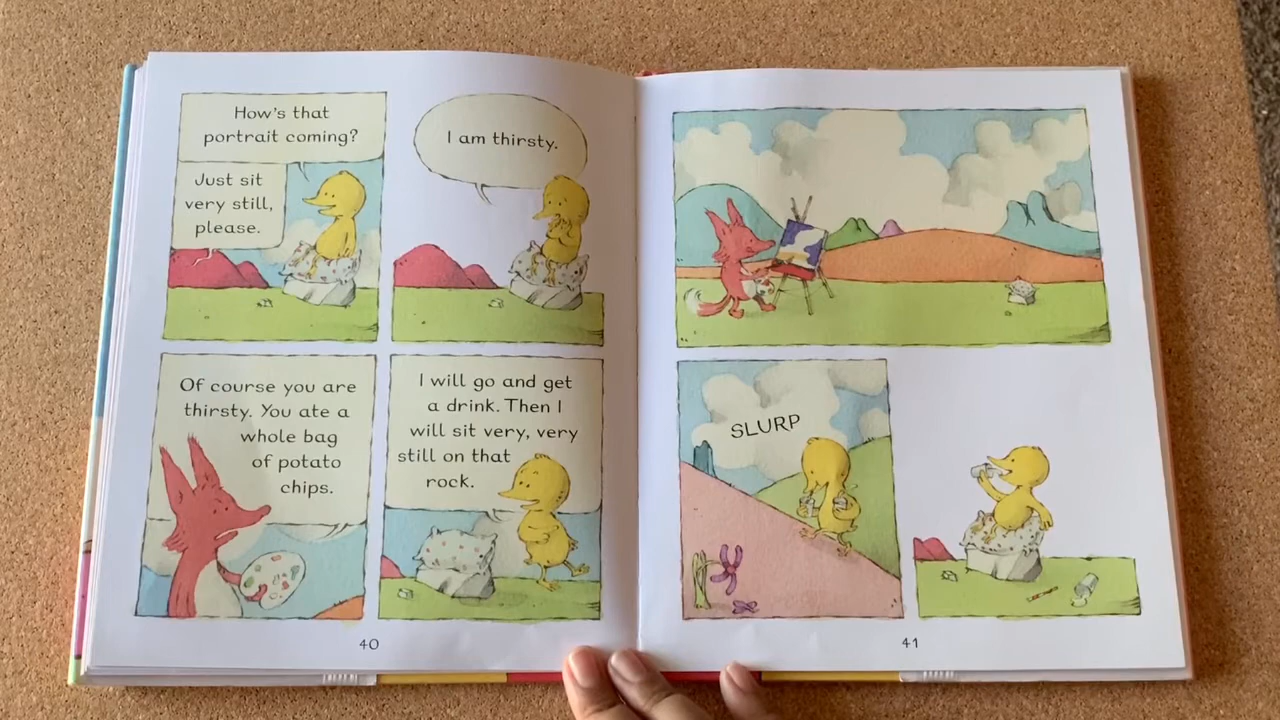 How's that
portrait coming?
Just sit
very still,
please.
I am thirsty.
Of course you are
thirsty. You ate a
whole bag
of potato
chips.
I will go and get
a drink. Then I
will sit very, very
still on that
rock.
40
SLURP
41